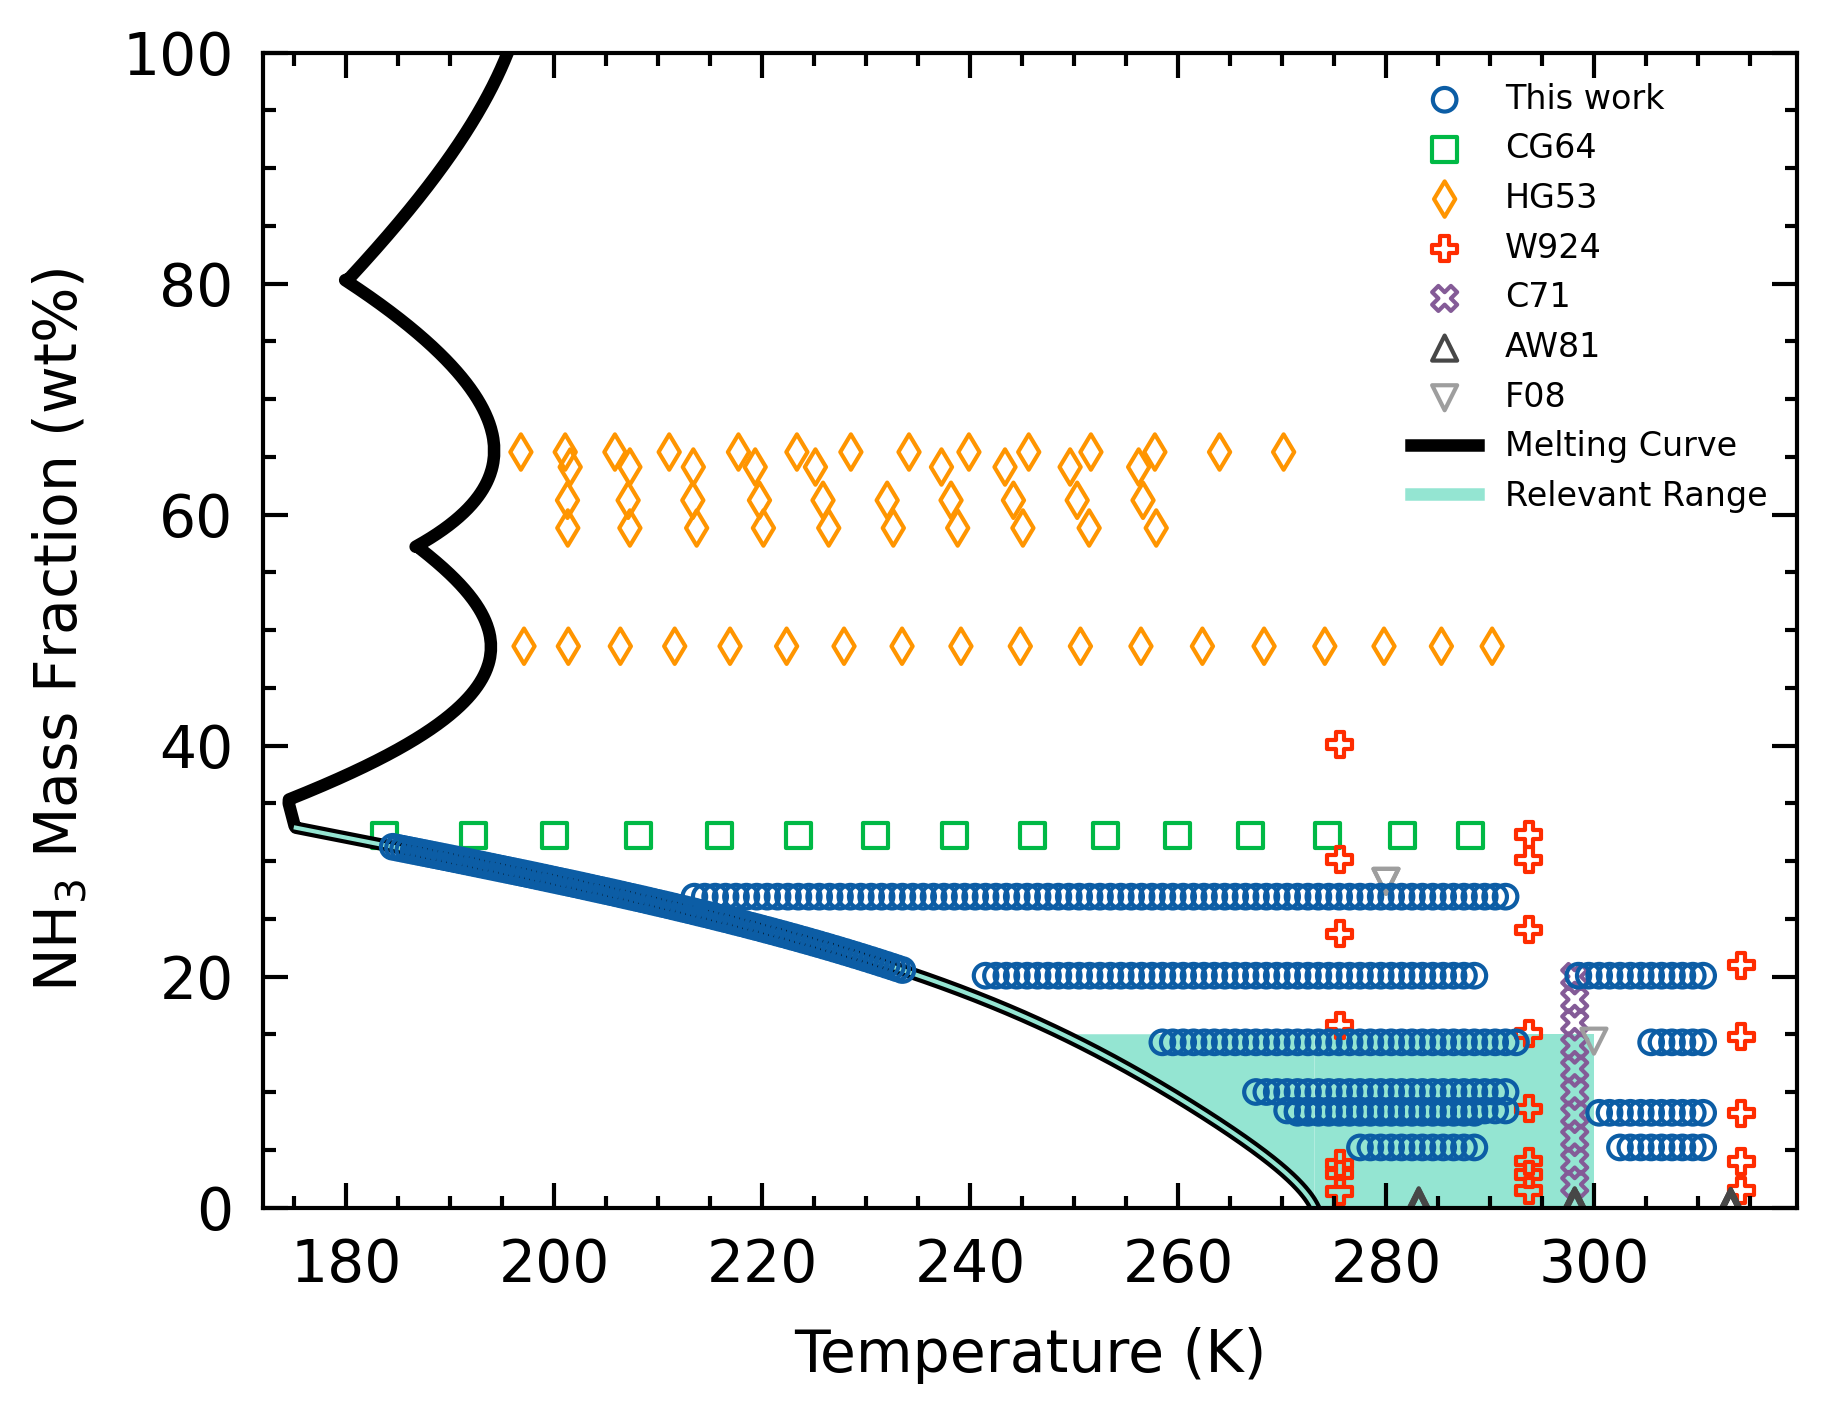 100
80
60
40
20
0
NH3 Mass Fraction (wt%)
This work
CG64
HG53
W924
C71
AW81
F08
Melting Curve
Relevant Range
180 200 220 240 260 280 300
Temperature (K)